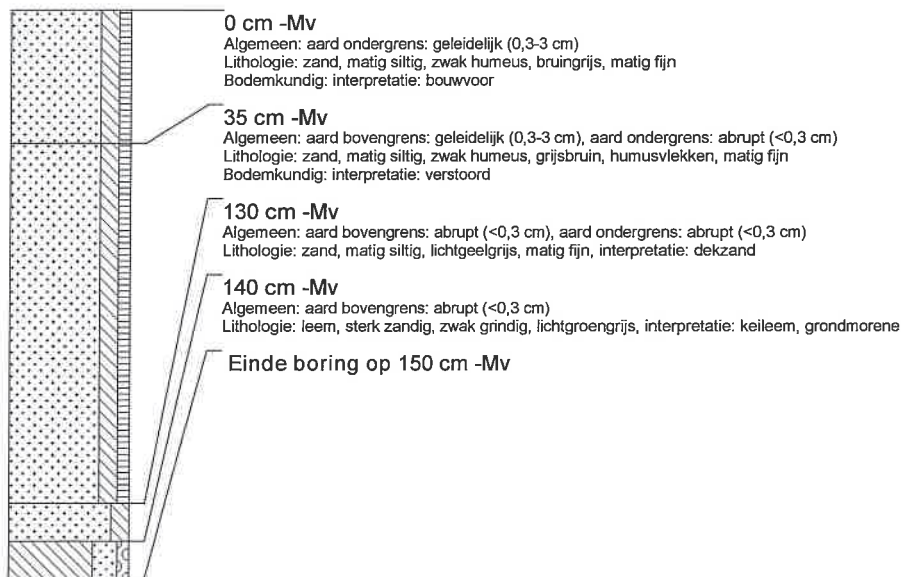 0 cm -Mv
Algemeen: aard ondergrens: geleidelijk (0,3-3 cm)
Lithologie: zand, matig siltig, zwak humeus, bruingrijs, matig fijn
Bodemkundig: interpretatie: bouwvoor
35 cm -Mv
Algemeen: aard bovengrens: geleidelijk (0,3-3 cm), aard ondergrens: abrupt (<0,3 cm)
Lithologie: zand, matig siltig, zwak humeus, grijsbruin, humusvlekken, matig fijn
Bodemkundig: interpretatie: verstoord
130 cm -Mv
Algemeen: aard bovengrens: abrupt (<0,3 cm), aard ondergrens: abrupt (<0,3 cm)
Lithologie: zand, matig siltig, lichtgeelgrijs, matig fijn, interpretatie: dekzand
140 cm -Mv
Algemeen: aard bovengrens: abrupt (<0,3 cm)
Lithologie: leem, sterk zandig, zwak grindig, lichtgroengrijs, interpretatie: keileem, grondmorene
Einde boring op 150 cm -Mv